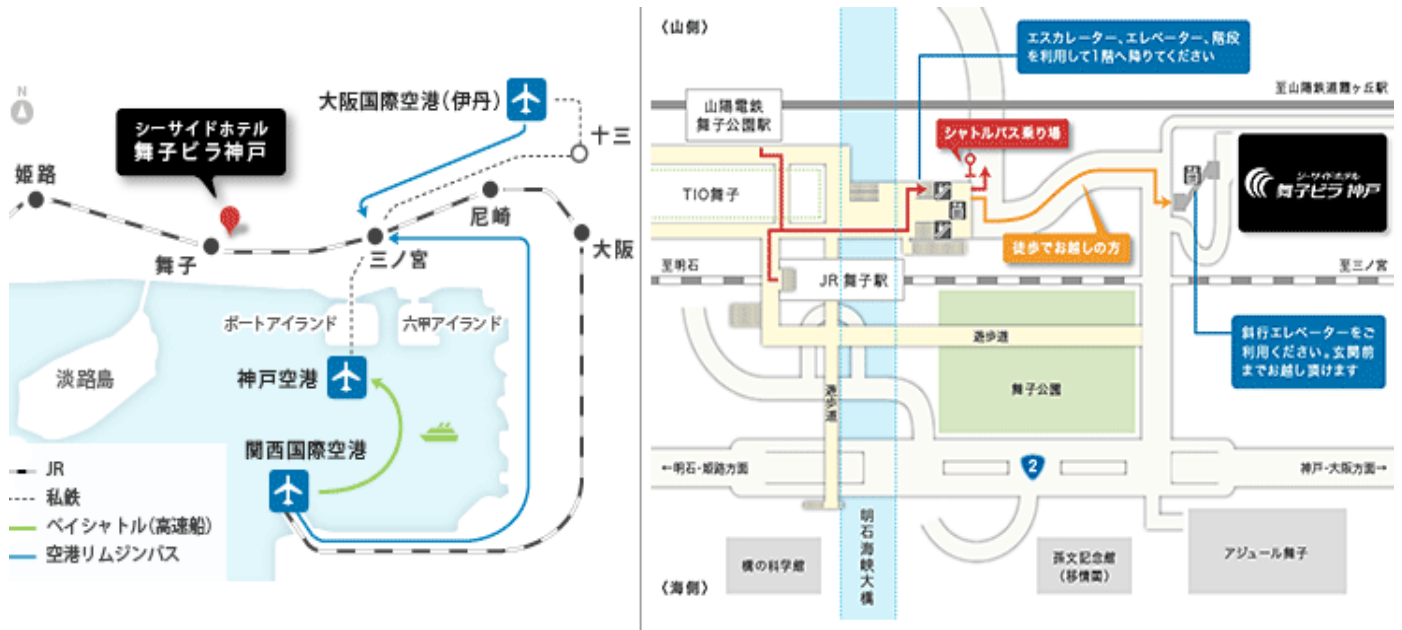 N
大阪国際空港(伊丹)
シーサイドホテル
舞子ビラ神戸
十三
姫路
尼崎
大阪
舞子
三ノ宮
ポートアイランド
六甲アイランド
淡路島
神戸空港
関西国際空港
JR
私鉄
ベイシャトル(高速船)
空港リムジンバス
〈山側〉
エスカレーター、エレベーター、階段
を利用して1階へ降りてください
至山陽鉄道霞ヶ丘駅
山陽電鉄
舞子公園駅
シャトルバス乗り場
シーサイドホテル
舞子ビラ 神戸
TIO舞子
徒歩でお越しの方
至明石
至三ノ宮
JR 舞子駅
斜行エレベーターをご
利用ください。玄関前
までお越し頂けます
遊歩道
遊歩道
舞子公園
←明石・姫路方面
2
神戸・大阪方面→
明石海峡大橋
橋の科学館
孫文記念館
(移情閣)
アジュール舞子
〈海側〉